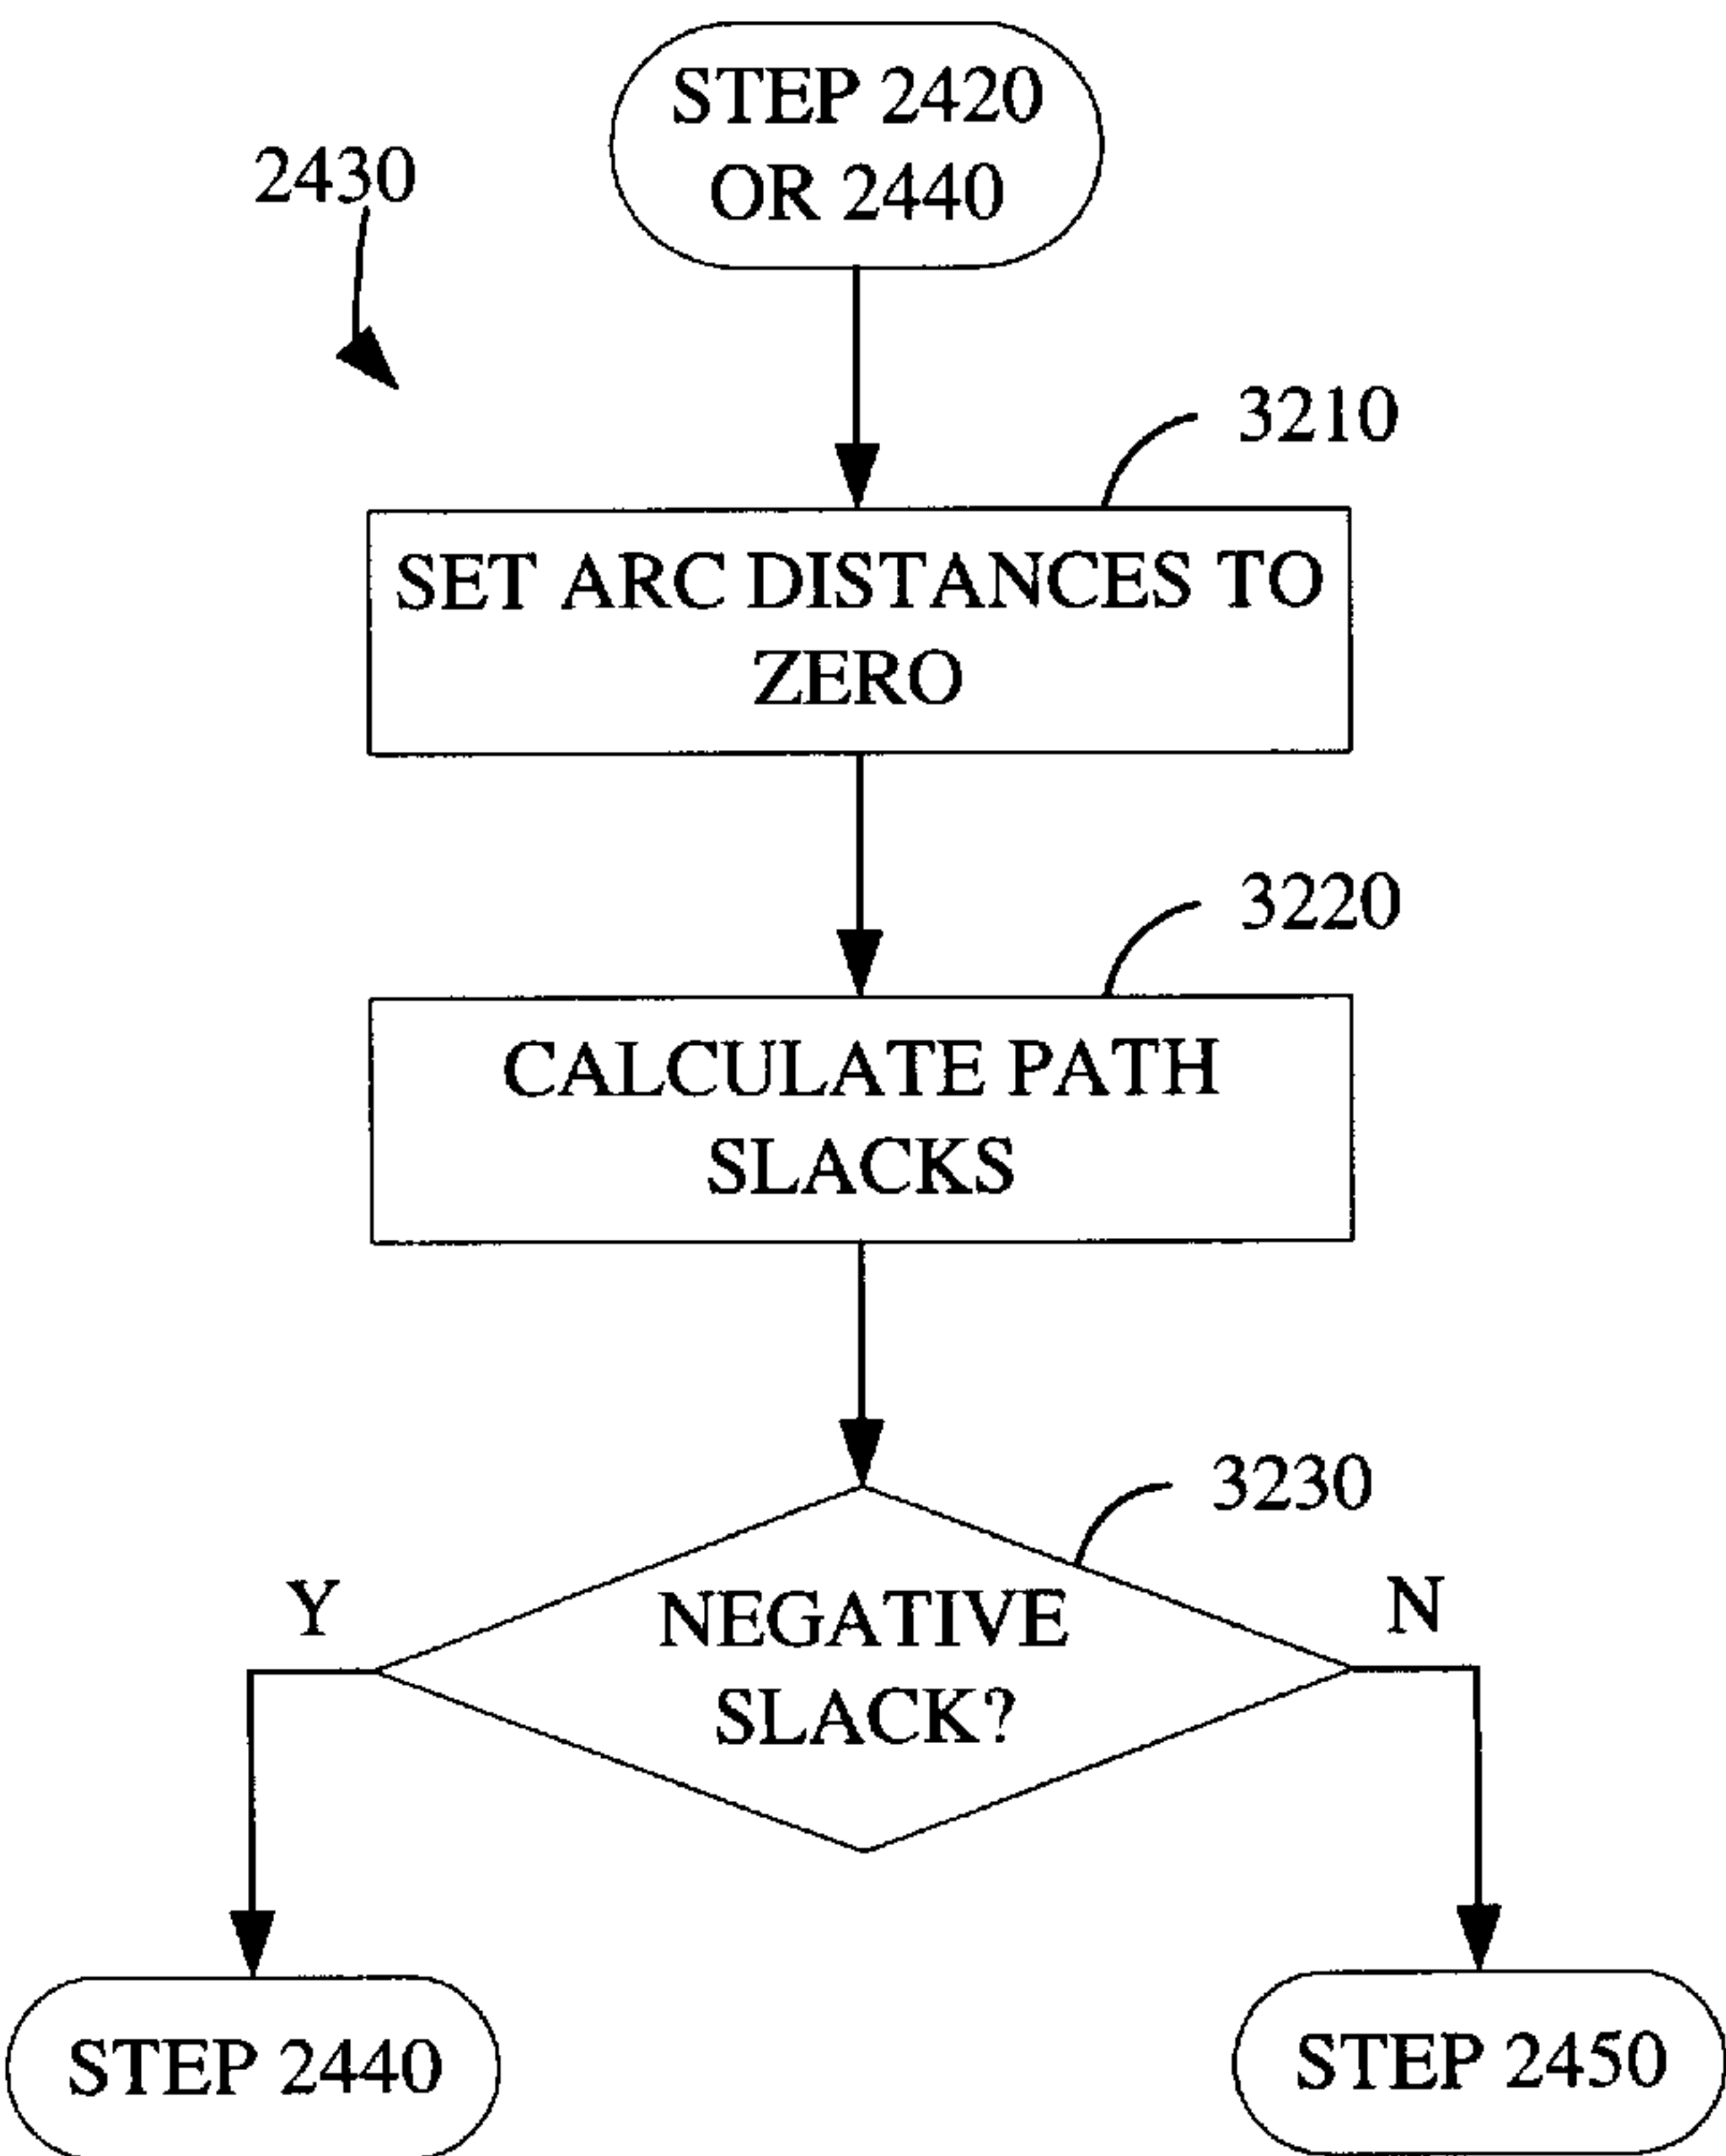 STEP 2420
OR 2440
2430
3210
SET ARC DISTANCES TO
ZERO
3220
CALCULATE PATH
SLACKS
3230
NEGATIVE
SLACK?
Y
N
STEP 2440
STEP 2450